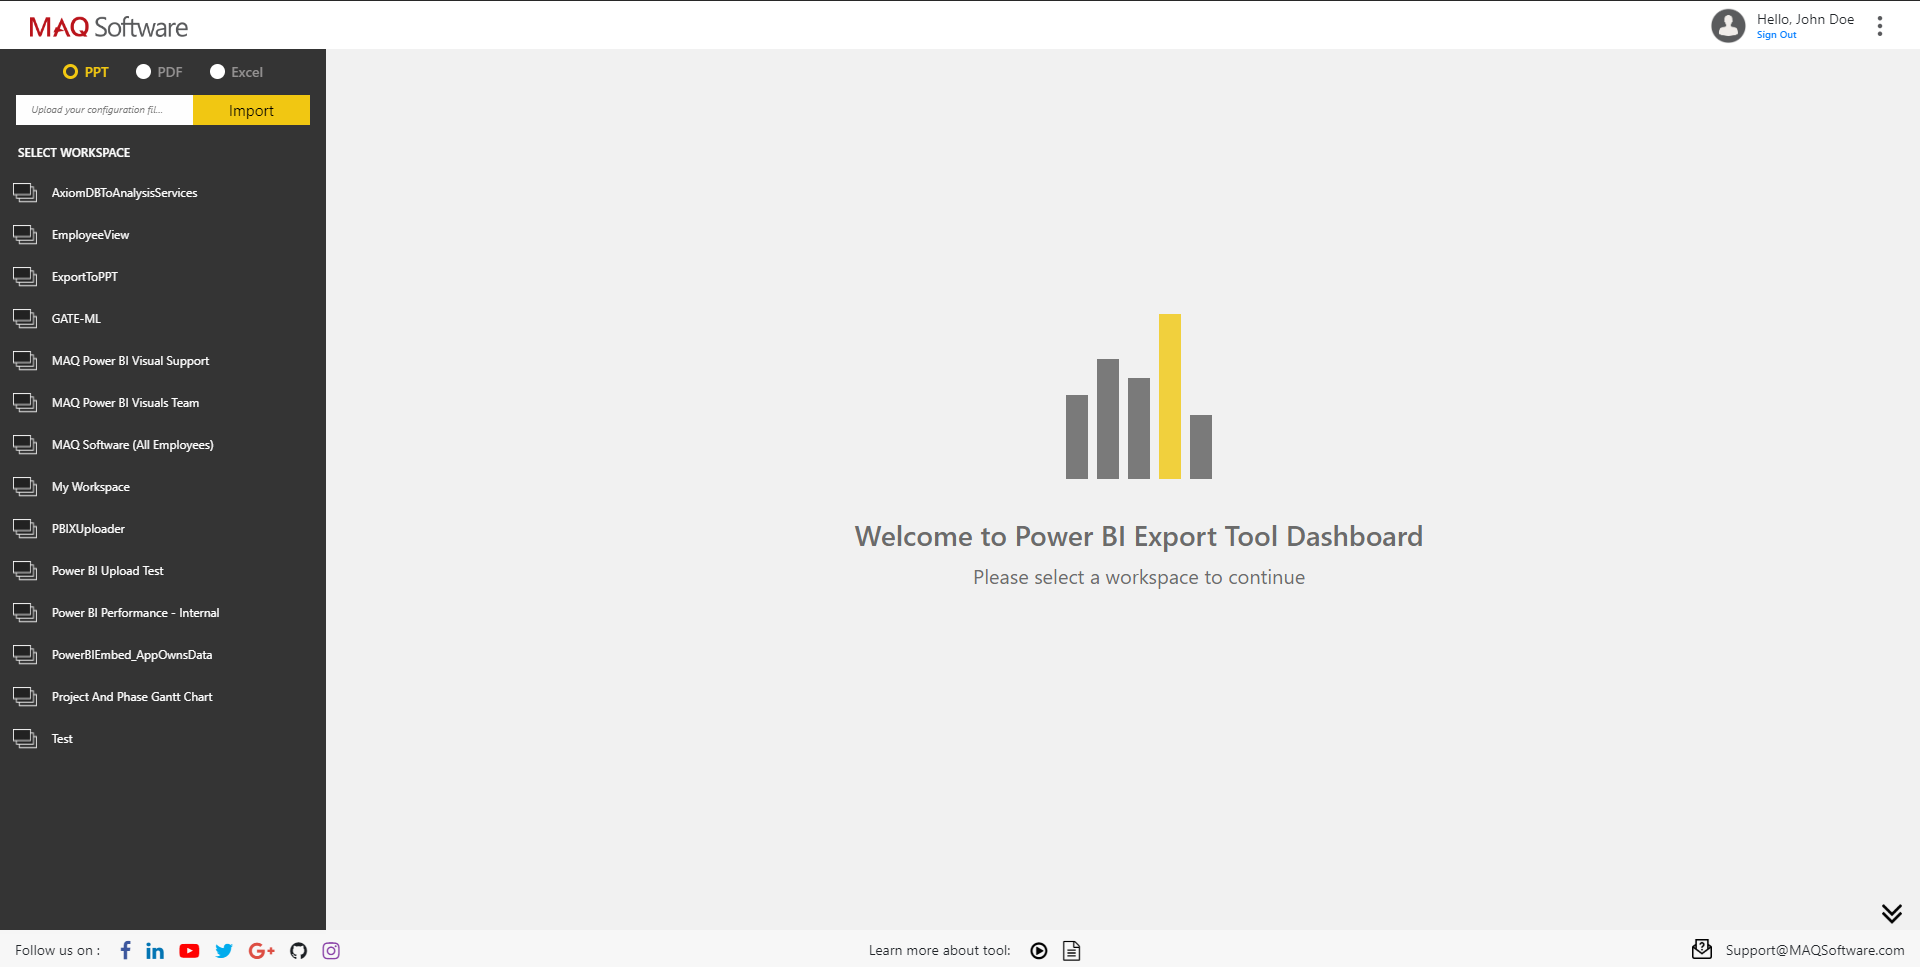 MAQ Software
Hello, John Doe
Sign Out
PPT PDF Excel
Upload your configuration fil... Import
SELECT WORKSPACE
AxiomDBToAnalysisServices
EmployeeView
ExportToPPT
GATE-ML
MAQ Power BI Visual Support
MAQ Power BI Visuals Team
MAQ Software (All Employees)
My Workspace
PBIXUploader
Power BI Upload Test
Power BI Performance - Internal
PowerBIEmbed_AppOwnsData
Project And Phase Gantt Chart
Test
Welcome to Power BI Export Tool Dashboard
Please select a workspace to continue
Follow us on : Learn more about tool: Support@MAQSoftware.com